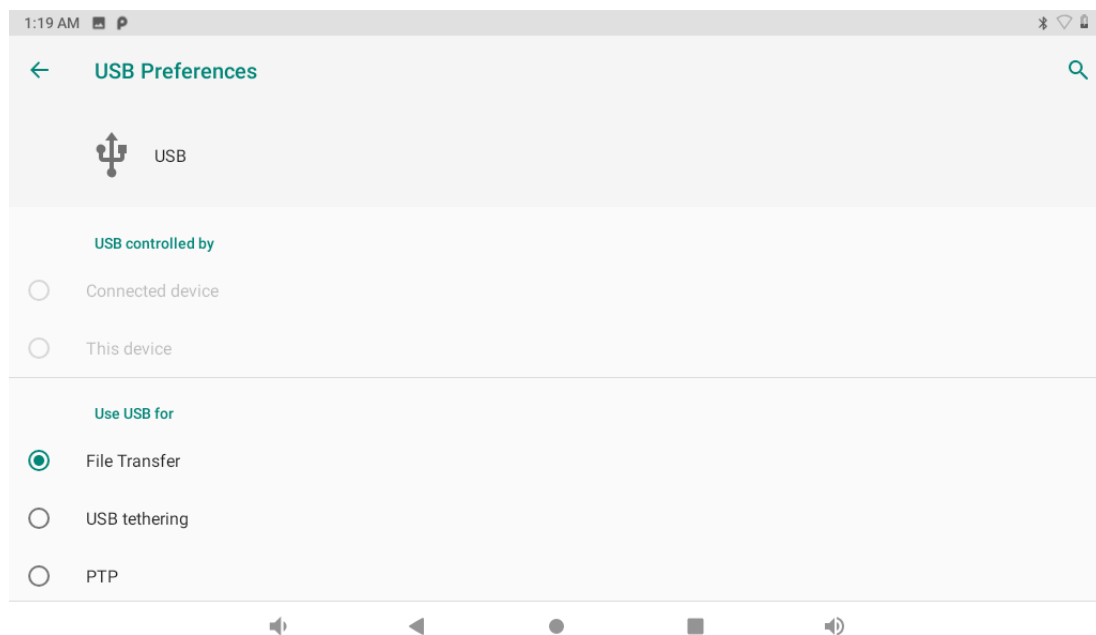 1:19 AM
USB Preferences
USB
USB controlled by
Connected device
This device
Use USB for
File Transfer
USB tethering
PTP